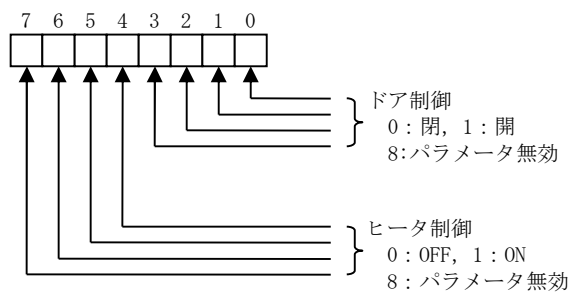 7 6 5 4 3 2 1 0
ドア制御
0：閉，1：開
8:パラメータ無効
ヒータ制御
0：OFF，1：ON
8：パラメータ無効